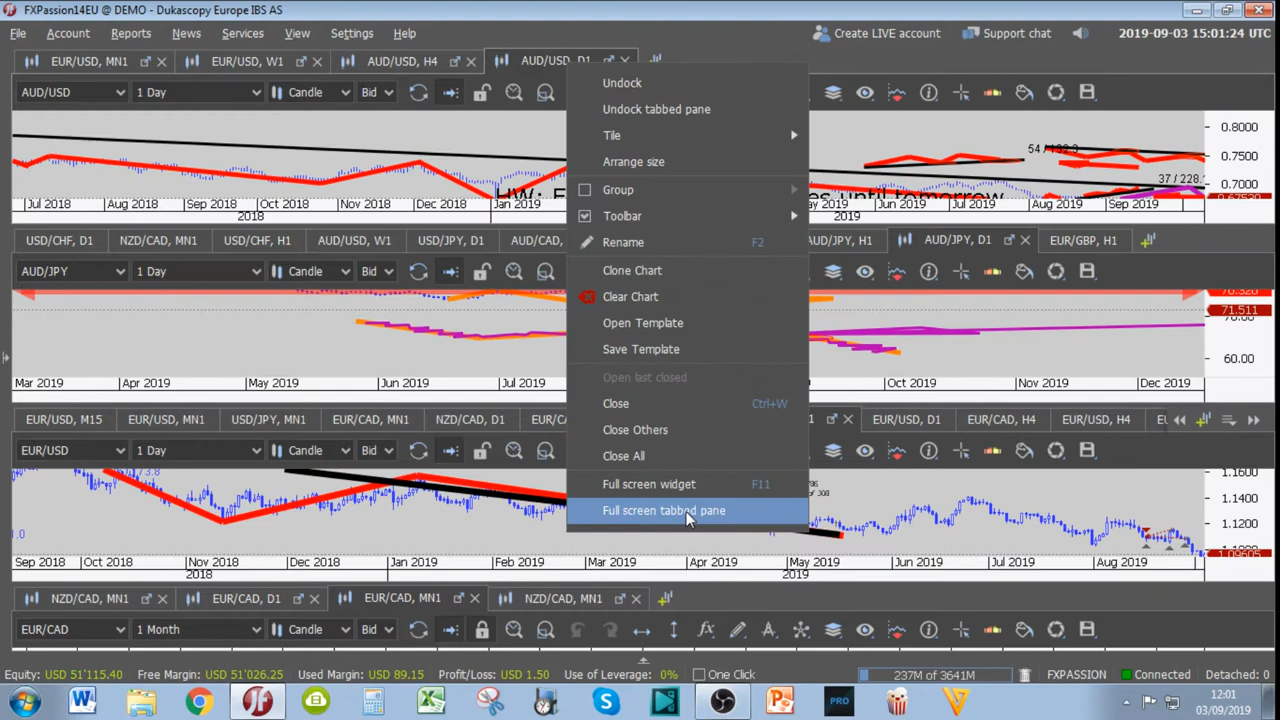 FXPassion14EU @ DEMO - Dukascopy Europe IBS AS
File Account Reports News Services View Settings Help Create LIVE account Support chat 2019-09-03 15:01:24 UTC
EUR/USD, MN1 EUR/USD, W1 AUD/USD, H4 AUD/USD, D1
AUD/USD 1 Day Candle Bid
0.8000
54 / 132.3
0.7500
37 / 228.
0.7000
0.67520
Jul 2018 Aug 2018 Sep 2018 Oct 2018 Nov 2018 Dec 2018 Jan 2019 Jun 2019 Jul 2019 Aug 2019 Sep 2019
2018 2019
until tomorrow
USD/CHF, D1 NZD/CAD, MN1 USD/CHF, H1 AUD/USD, W1 USD/JPY, D1 AUD/CAD, AUD/JPY, H1 AUD/JPY, D1 EUR/GBP, H1
AUD/JPY 1 Day Candle Bid
71.511
60.00
Mar 2019 Apr 2019 May 2019 Jun 2019 Jul 2019 Oct 2019 Nov 2019 Dec 2019
EUR/USD, M15 EUR/USD, MN1 USD/JPY, MN1 EUR/CAD, MN1 NZD/CAD, D1 EUR/USD, D1 EUR/CAD, H4 EUR/USD, H4
EUR/USD 1 Day Candle Bid
1.1600
1.1400
1.1200
1.09605
Sep 2018 Oct 2018 Nov 2018 Dec 2018 Jan 2019 Feb 2019 Mar 2019 Apr 2019 May 2019 Jun 2019 Jul 2019 Aug 2019
2018 2019
NZD/CAD, MN1 EUR/CAD, D1 EUR/CAD, MN1 NZD/CAD, MN1
EUR/CAD 1 Month Candle Bid
Undock
Undock tabbed pane
Tile
Arrange size
Group
Toolbar
Rename F2
Clone Chart
Clear Chart
Open Template
Save Template
Open last closed
Close Ctrl+W
Close Others
Close All
Full screen widget F11
Full screen tabbed pane
Equity: USD 51'115.40 Free Margin: USD 51'026.25 Used Margin: USD 89.15 Profit/Loss: USD 1.50 Use of Leverage: 0% One Click 237M of 3641M FXPASSION Connected Detached: 0
PRO
12:01
03/09/2019